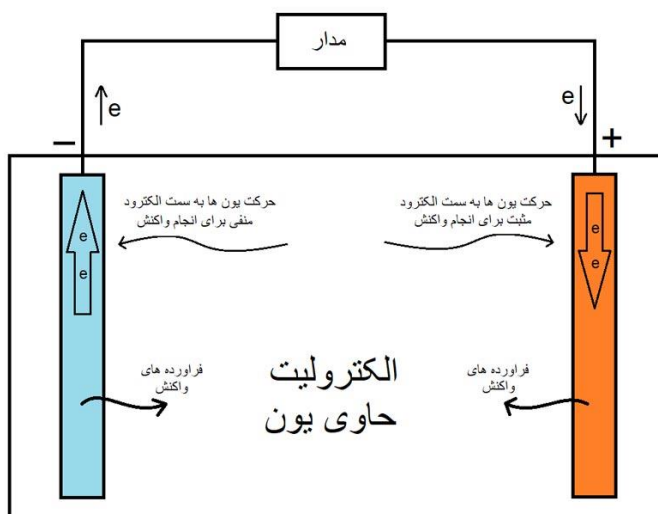 مدار
e
e
−
+
حرکت یون ها به سمت الکترود
منفی برای انجام واکنش
حرکت یون ها به سمت الکترود
مثبت برای انجام واکنش
e
e
e
e
الکترولیت
حاوی یون
فراورده های
واکنش
فراورده های
واکنش